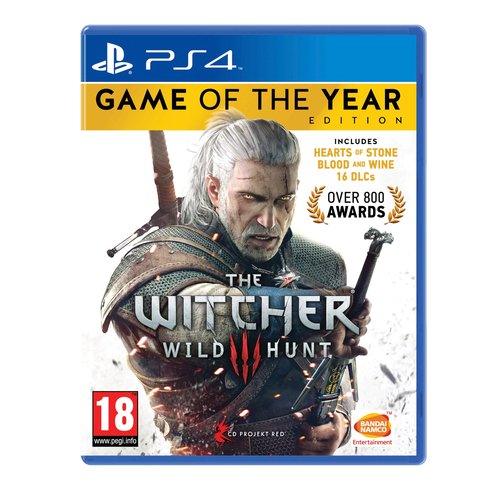 PS4
GAME OF THE YEAR
EDITION
INCLUDES
HEARTS OF STONE
BLOOD AND WINE
16 DLCs
OVER 800
AWARDS
THE
WITCHER
WILD III HUNT
18
www.pegi.info
CD PROJEKT RED
BANDAI
NAMCO
Entertainment